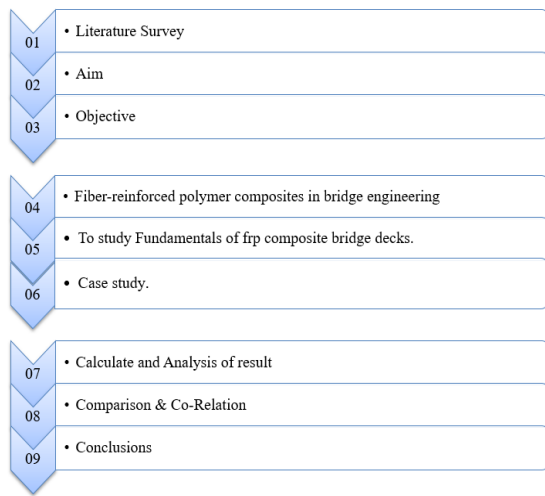 01 • Literature Survey
02 • Aim
03 • Objective
04 • Fiber-reinforced polymer composites in bridge engineering
05 • To study Fundamentals of frp composite bridge decks.
06 • Case study.
07 • Calculate and Analysis of result
08 • Comparison & Co-Relation
09 • Conclusions